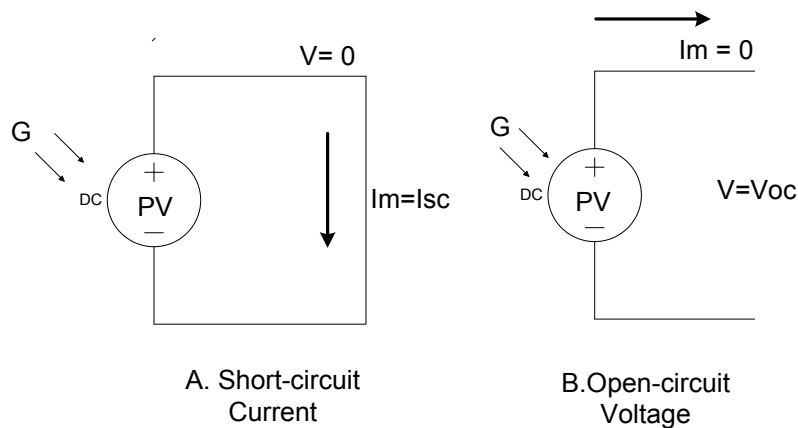 V= 0
G
+
DC
PV
−
Im=Isc
A. Short-circuit
Current
Im = 0
G
+
DC
PV
−
V=Voc
B.Open-circuit
Voltage